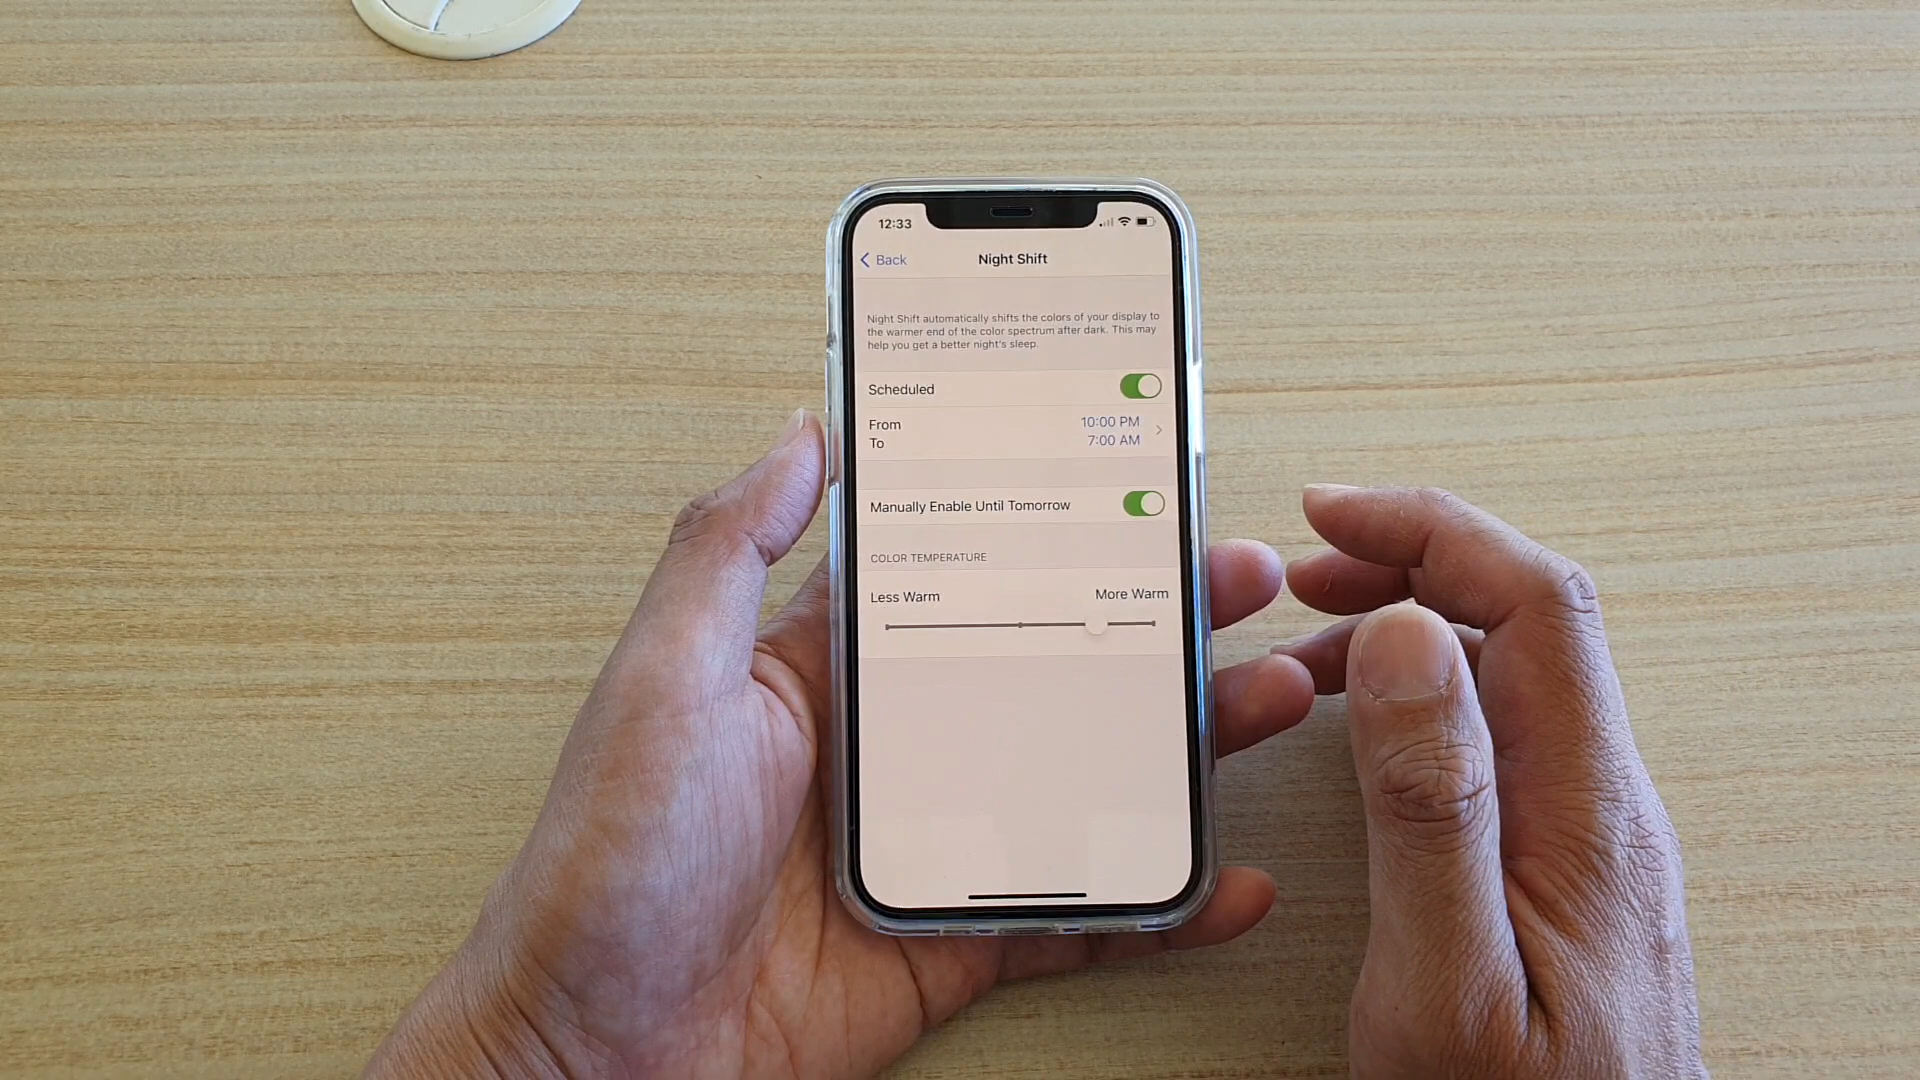 12:33
Back
Night Shift
Night Shift automatically shifts the colors of your display to
the warmer end of the color spectrum after dark. This may
help you get a better night's sleep.
Scheduled
From
10:00 PM
To
7:00 AM
Manually Enable Until Tomorrow
COLOR TEMPERATURE
Less Warm
More Warm